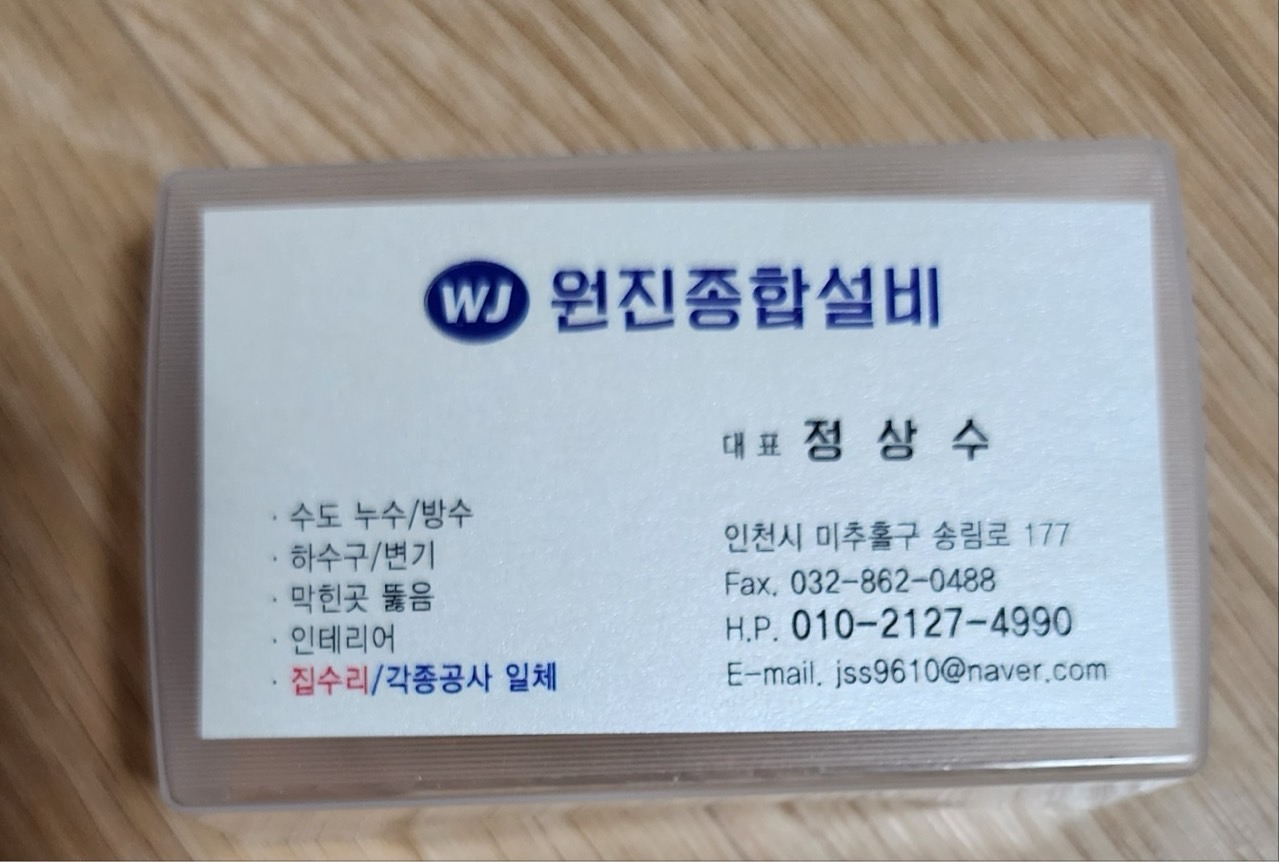 WJ 원진종합설비
대표 정 상 수
· 수도 누수/방수
· 하수구/변기
· 막힌곳 뚫음
· 인테리어
· 집수리/각종공사 일체
인천시 미추홀구 송림로 177
Fax. 032-862-0488
H.P. 010-2127-4990
E-mail. jss9610@naver.com